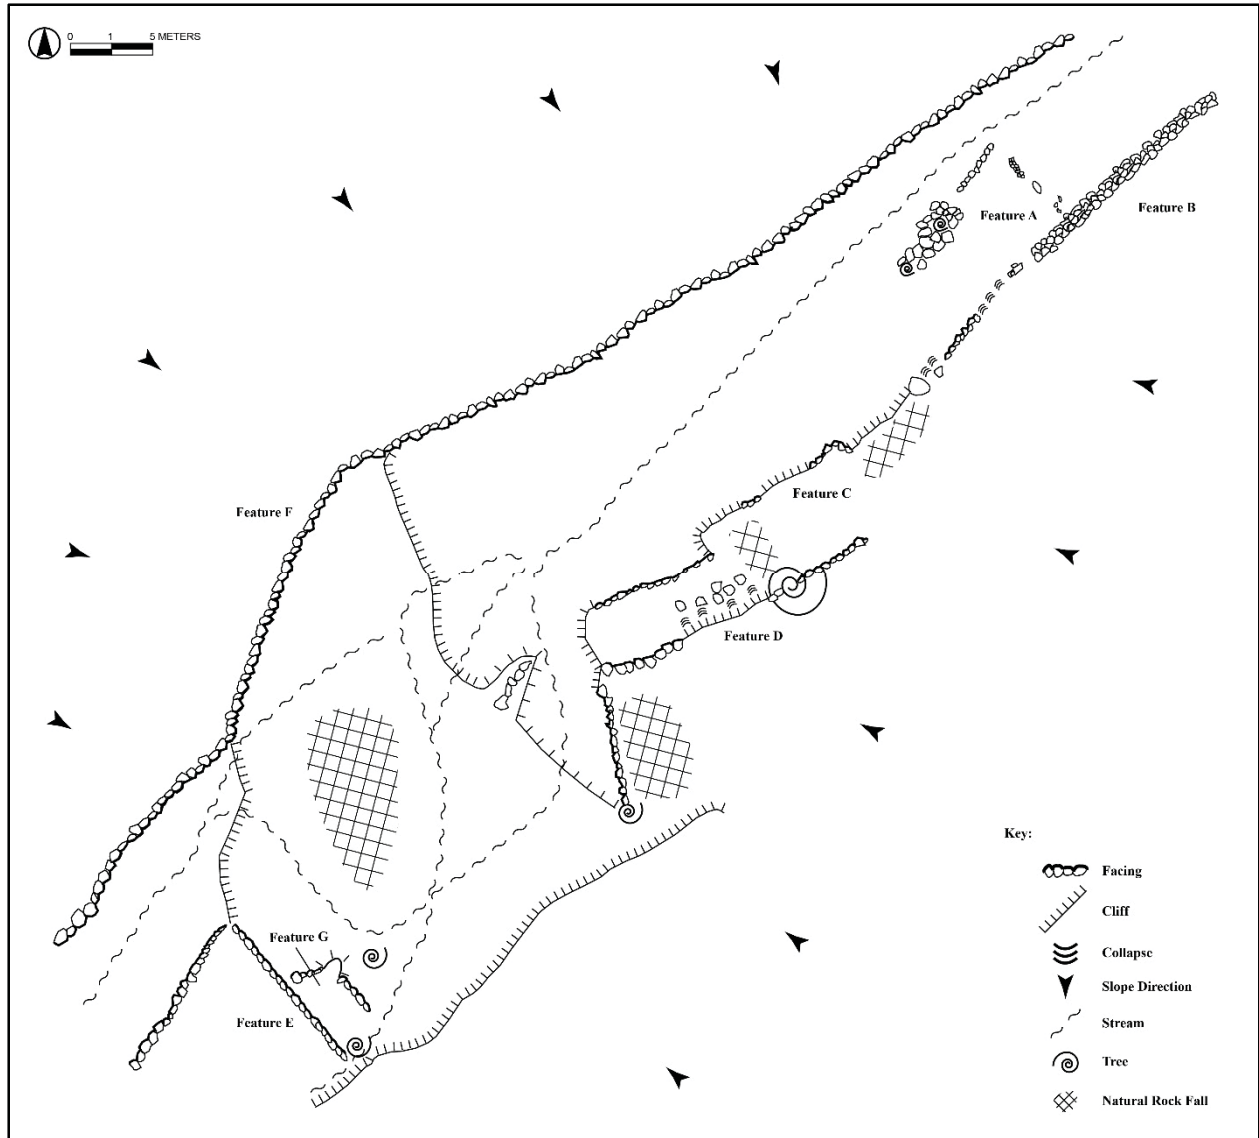 0 1 5 METERS
Feature A
Feature B
Feature C
Feature F
Feature D
Feature G
Feature E
Key:
Facing
Cliff
Collapse
Slope Direction
Stream
Tree
Natural Rock Fall